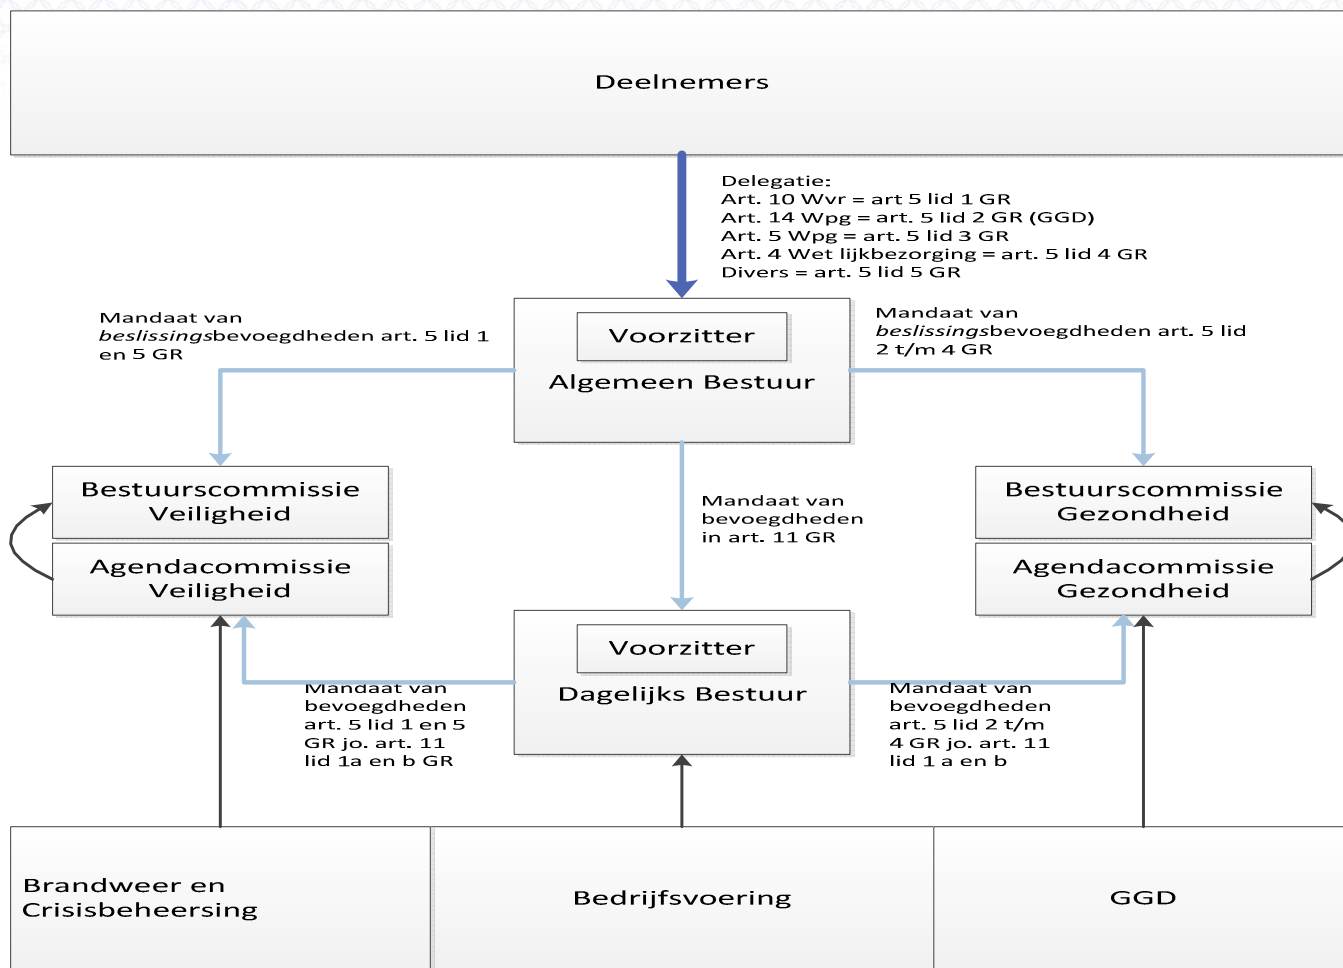 Deelnemers
Delegatie:
Art. 10 Wvr = art 5 lid 1 GR
Art. 14 Wpg = art. 5 lid 2 GR (GGD)
Art. 5 Wpg = art. 5 lid 3 GR
Art. 4 Wet lijkbezorging = art. 5 lid 4 GR
Divers = art. 5 lid 5 GR
Mandaat van
beslissingsbevoegdheden art. 5 lid 1
en 5 GR
Voorzitter
Algemeen Bestuur
Mandaat van
beslissingsbevoegdheden art. 5 lid
2 t/m 4 GR
Bestuurscommissie
Veiligheid
Agendacommissie
Veiligheid
Mandaat van
bevoegdheden
in art. 11 GR
Bestuurscommissie
Gezondheid
Agendacommissie
Gezondheid
Voorzitter
Dagelijks Bestuur
Mandaat van
bevoegdheden
art. 5 lid 1 en 5
GR jo. art. 11
lid 1a en b GR
Mandaat van
bevoegdheden
art. 5 lid 2 t/m
4 GR jo. art. 11
lid 1 a en b
Brandweer en
Crisisbeheersing
Bedrijfsvoering
GGD